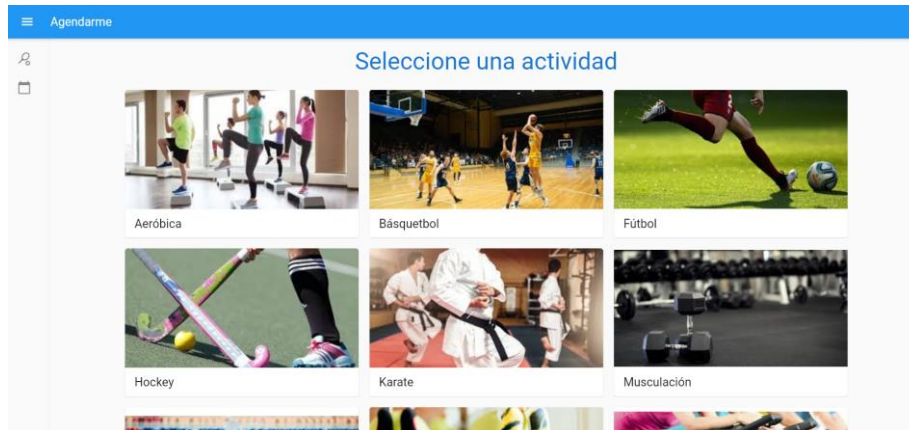 Agendarme
Seleccione una actividad
Aeróbica
Básquetbol
Fútbol
Hockey
Karate
Musculación